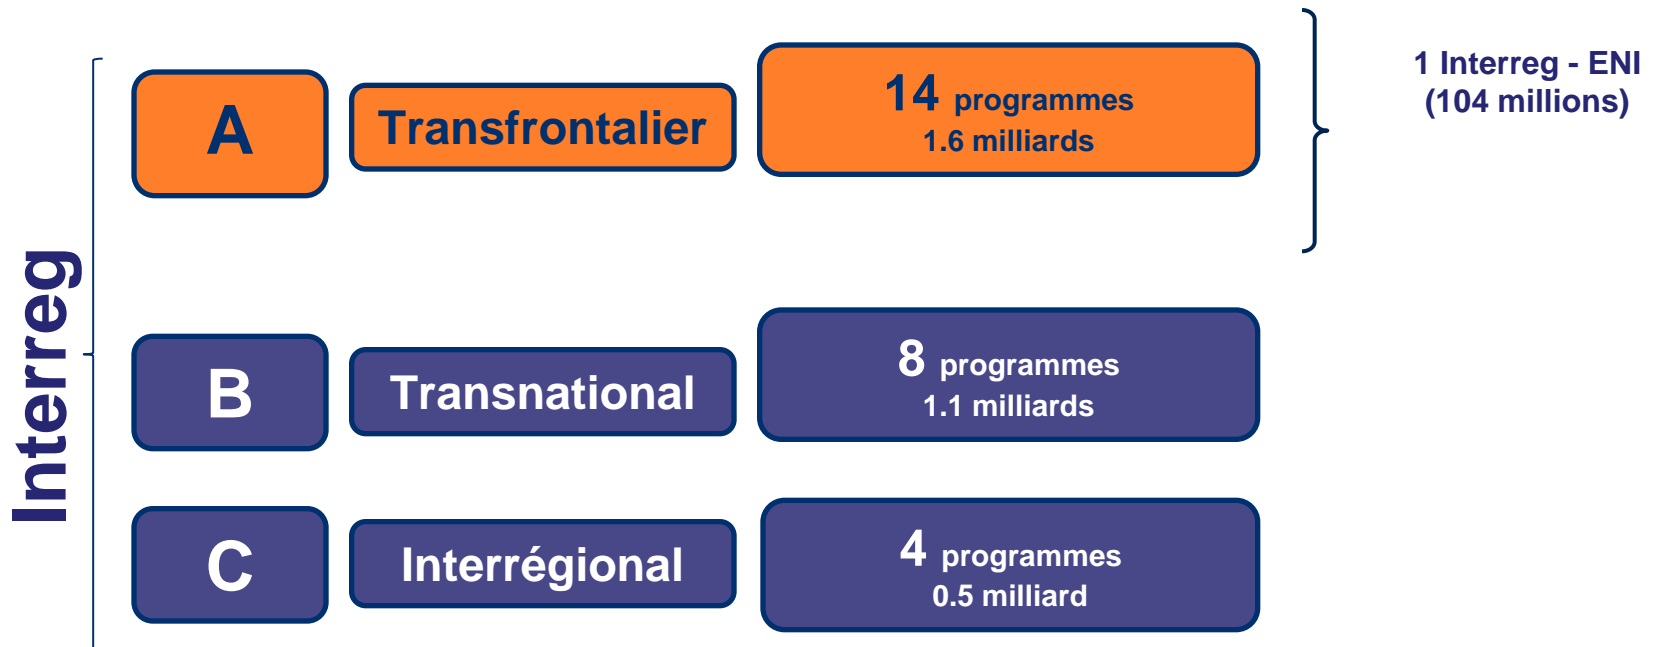 Interreg
A
Transfrontalier
14 programmes
1.6 milliards
1 Interreg - ENI
(104 millions)
B
Transnational
8 programmes
1.1 milliards
C
Interrégional
4 programmes
0.5 milliard